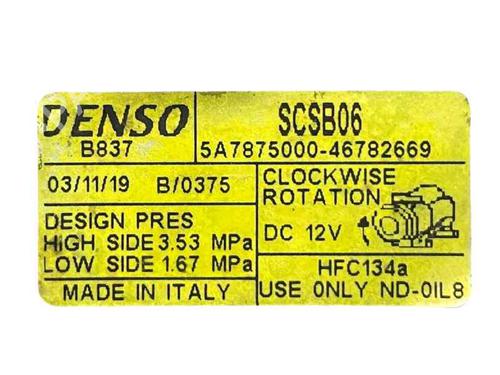 DENSO SCSB06
B837 5A7875000-46782669
03/11/19 B/0375
CLOCKWISE
ROTATION
DESIGN PRES
HIGH SIDE 3.53 MPa
LOW SIDE 1.67 MPa
DC 12V
HFC134a
MADE IN ITALY
USE 0NLY ND-0IL8